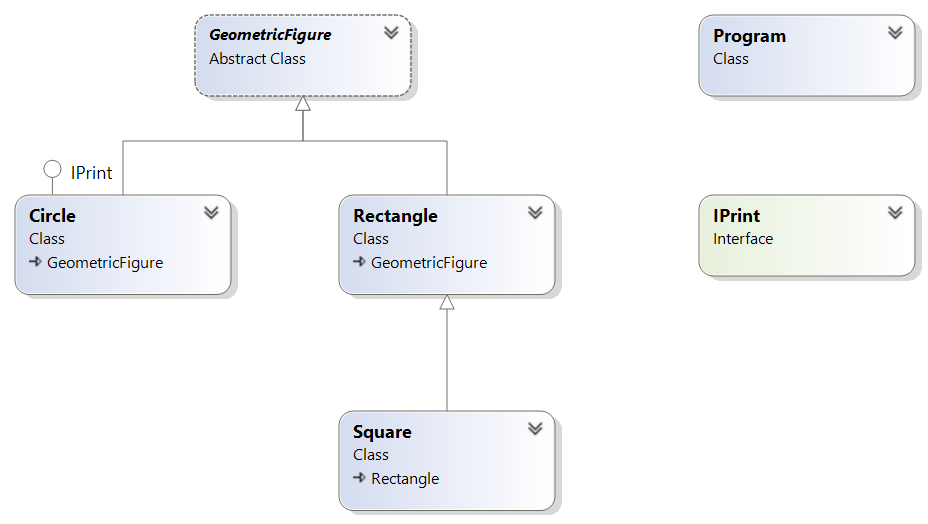 GeometricFigure
Abstract Class
Program
Class
IPrint
Circle
Class
GeometricFigure
Rectangle
Class
GeometricFigure
IPrint
Interface
Square
Class
Rectangle